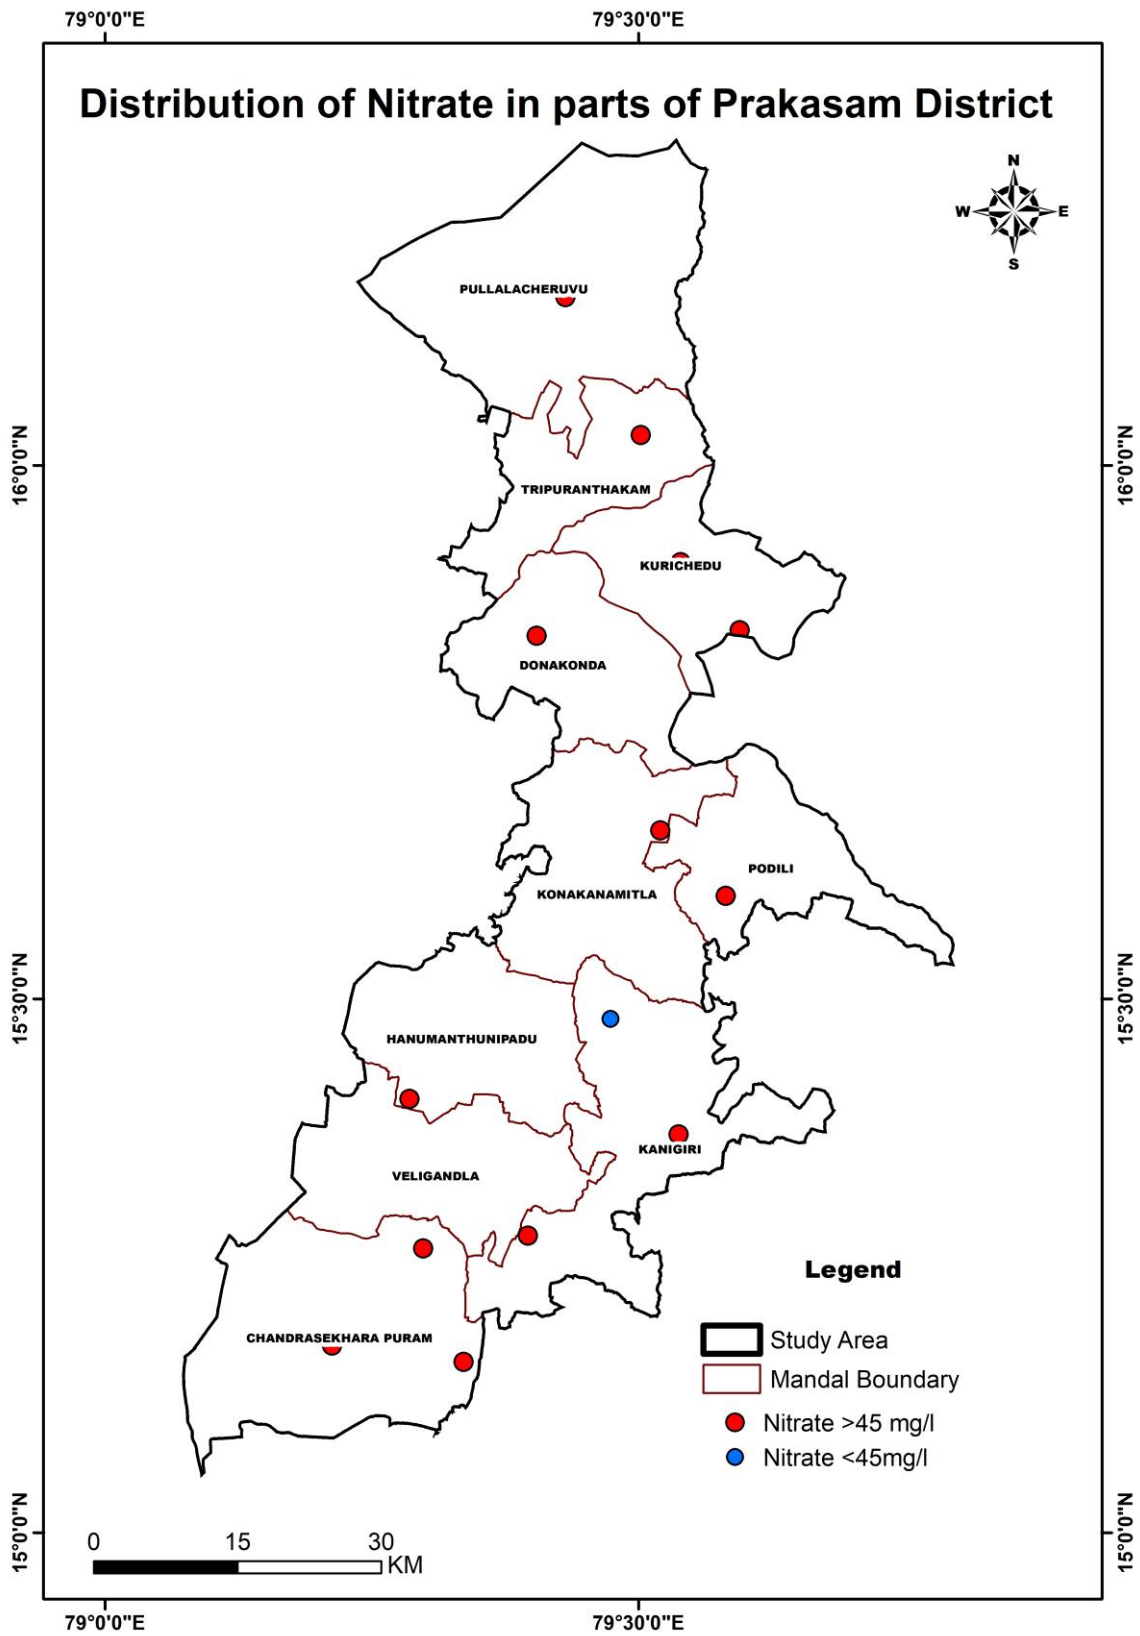 79°0'0"E
79°30'0"E
Distribution of Nitrate in parts of Prakasam District
N
W
E
S
PULLALACHERUVU
16°0'0"N
16°0'0"N
TRIPURANTHAKAM
KURICHEDU
DONAKONDA
PODILI
KONAKANAMITLA
15°30'0"N
15°30'0"N
HANUMANTHUNIPADU
KANIGIRI
VELIGANDLA
CHANDRASEKHARA PURAM
Legend
Study Area
Mandal Boundary
Nitrate >45 mg/l
Nitrate <45mg/l
15°0'0"N
15°0'0"N
0 15 30
KM
79°0'0"E
79°30'0"E